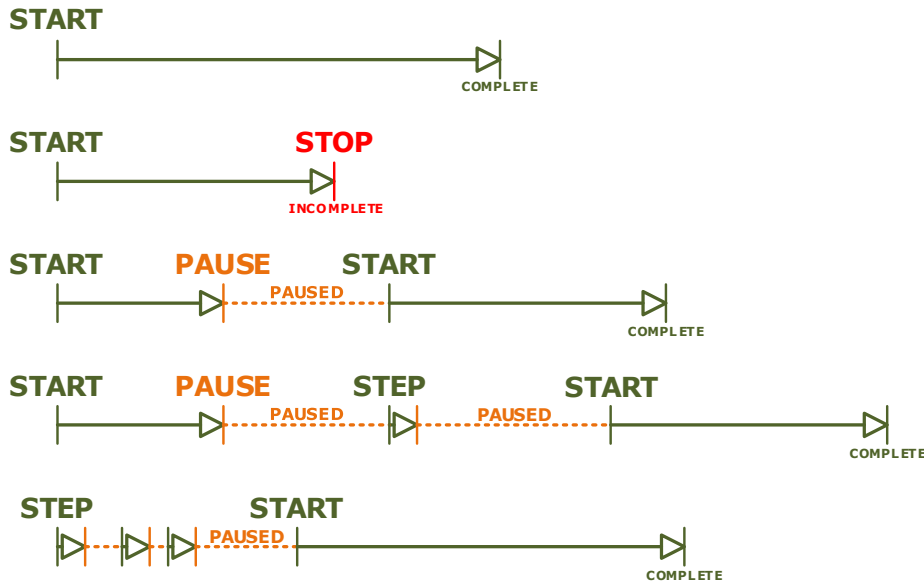 START
COMPLETE
START STOP
INCOMPLETE
START PAUSE START
PAUSED
COMPLETE
START PAUSE STEP START
PAUSED PAUSED
COMPLETE
STEP START
PAUSED
COMPLETE